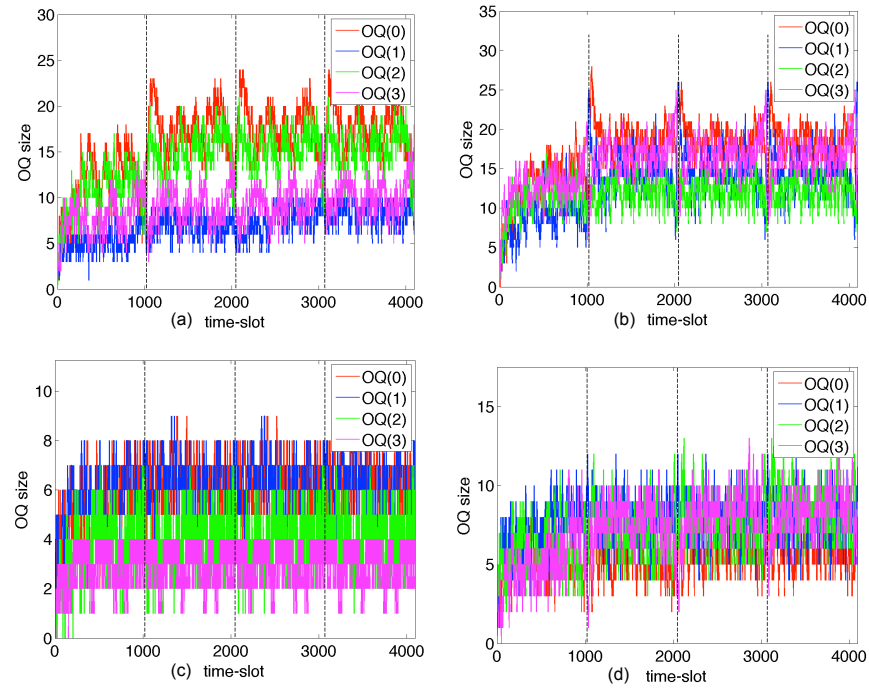 30
25
20
15
10
5
0
OQ size
0
1000
2000
3000
4000
(a)
time-slot
OQ(0)
OQ(1)
OQ(2)
OQ(3)
35
30
25
20
15
10
5
0
OQ size
0
1000
2000
3000
4000
(b)
time-slot
OQ(0)
OQ(1)
OQ(2)
OQ(3)
10
8
6
4
2
0
OQ size
0
1000
2000
3000
4000
(c)
time-slot
OQ(0)
OQ(1)
OQ(2)
OQ(3)
15
10
5
0
OQ size
0
1000
2000
3000
4000
(d)
time-slot
OQ(0)
OQ(1)
OQ(2)
OQ(3)